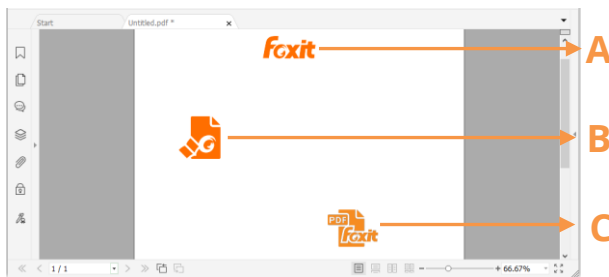 Start
Untitled.pdf *
foxit
A
B
PDF
foxit
C
1 / 1
66.67%